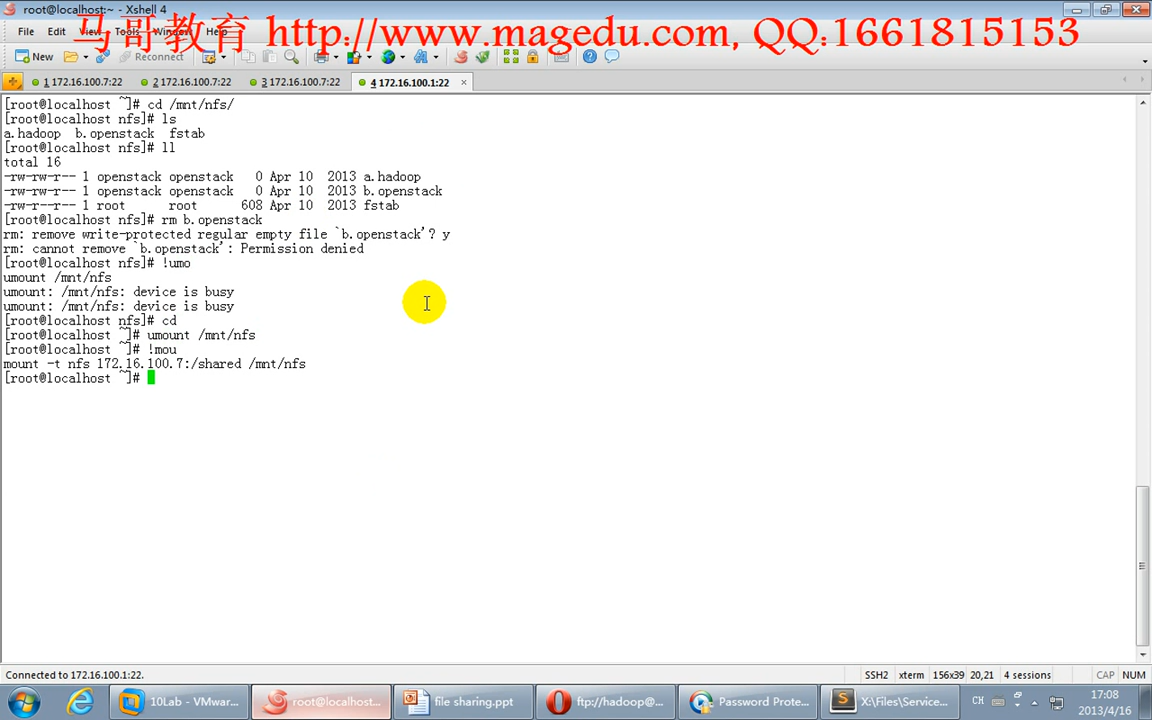 root@localhost:~ - Xshell 4
马哥教育 http://www.magedu.com, QQ:1661815153
File Edit View Tools Window Help
New Reconnect
1 172.16.100.7:22 2 172.16.100.7:22 3 172.16.100.7:22 4 172.16.100.1:22
[root@localhost ~]# cd /mnt/nfs/
[root@localhost nfs]# ls
a.hadoop b.openstack fstab
[root@localhost nfs]# ll
total 16
-rw-rw-r-- 1 openstack openstack 0 Apr 10 2013 a.hadoop
-rw-rw-r-- 1 openstack openstack 0 Apr 10 2013 b.openstack
-rw-r--r-- 1 root root 608 Apr 10 2013 fstab
[root@localhost nfs]# rm b.openstack
rm: remove write-protected regular empty file `b.openstack'? y
rm: cannot remove `b.openstack': Permission denied
[root@localhost nfs]# !umo
umount /mnt/nfs
umount: /mnt/nfs: device is busy
umount: /mnt/nfs: device is busy
[root@localhost nfs]# cd
[root@localhost ~]# umount /mnt/nfs
[root@localhost ~]# !mou
mount -t nfs 172.16.100.7:/shared /mnt/nfs
[root@localhost ~]#
Connected to 172.16.100.1:22. SSH2 xterm 156x39 20,21 4 sessions CAP NUM
10Lab - VMwar... root@localhost... file sharing.ppt ftp://hadoop@... Password Prote... X:\Files\Service... CH 17:08
2013/4/16